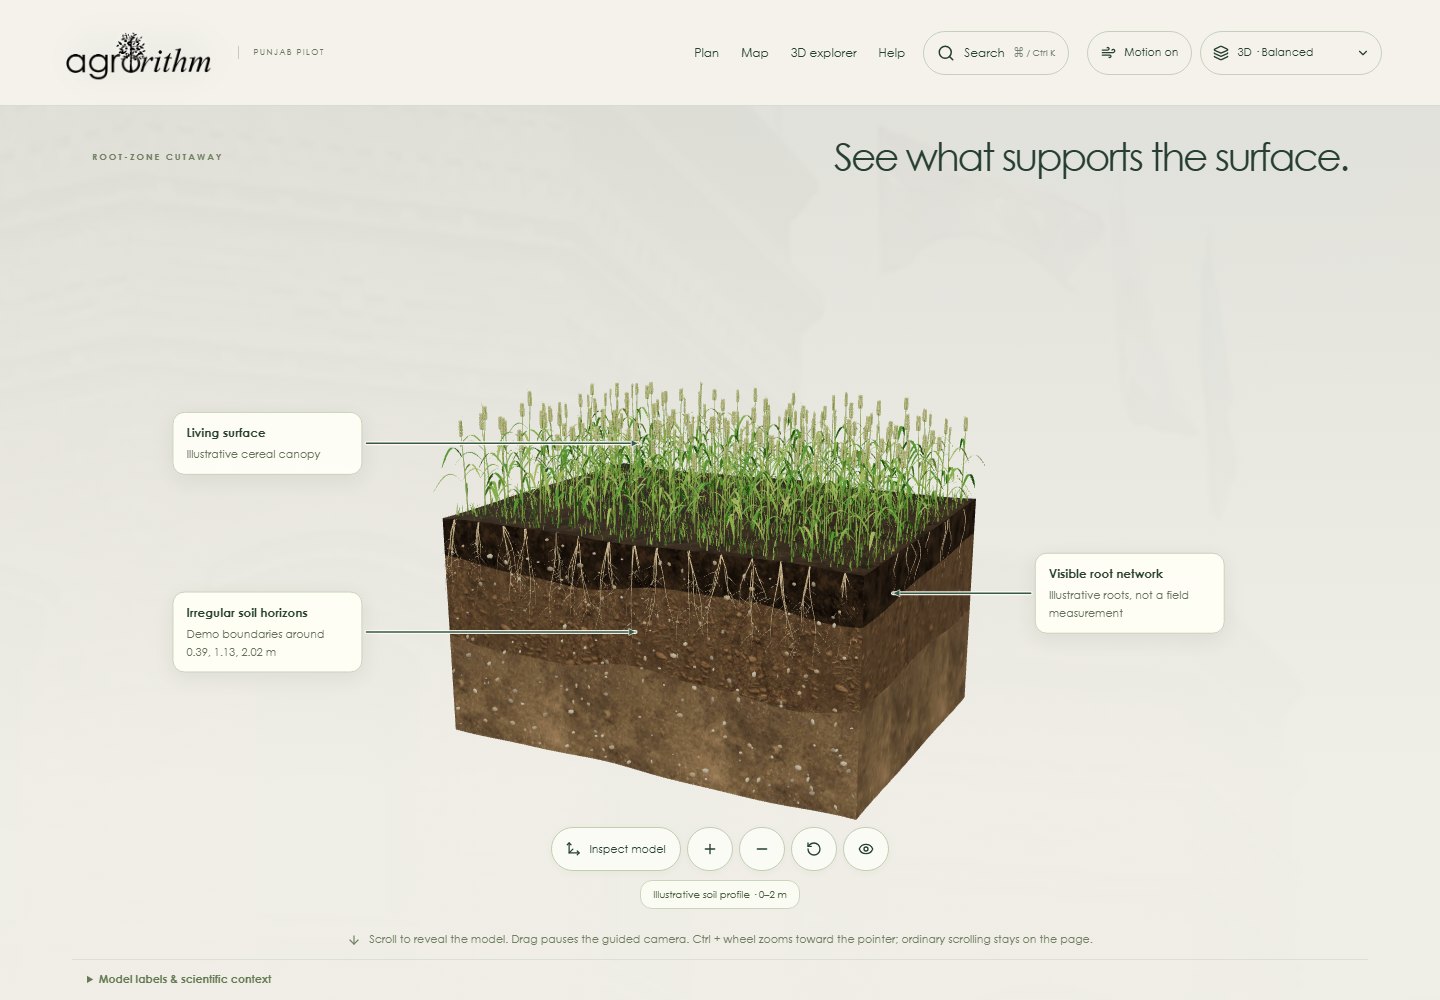 agrorithm
PUNJAB PILOT
Plan
Map
3D explorer
Help
Search ⌘ / Ctrl K
Motion on
3D · Balanced
ROOT-ZONE CUTAWAY
See what supports the surface.
Living surface
Illustrative cereal canopy
Irregular soil horizons
Demo boundaries around
0.39, 1.13, 2.02 m
Visible root network
Illustrative roots, not a field
measurement
Inspect model
Illustrative soil profile · 0–2 m
Scroll to reveal the model. Drag pauses the guided camera. Ctrl + wheel zooms toward the pointer; ordinary scrolling stays on the page.
Model labels & scientific context